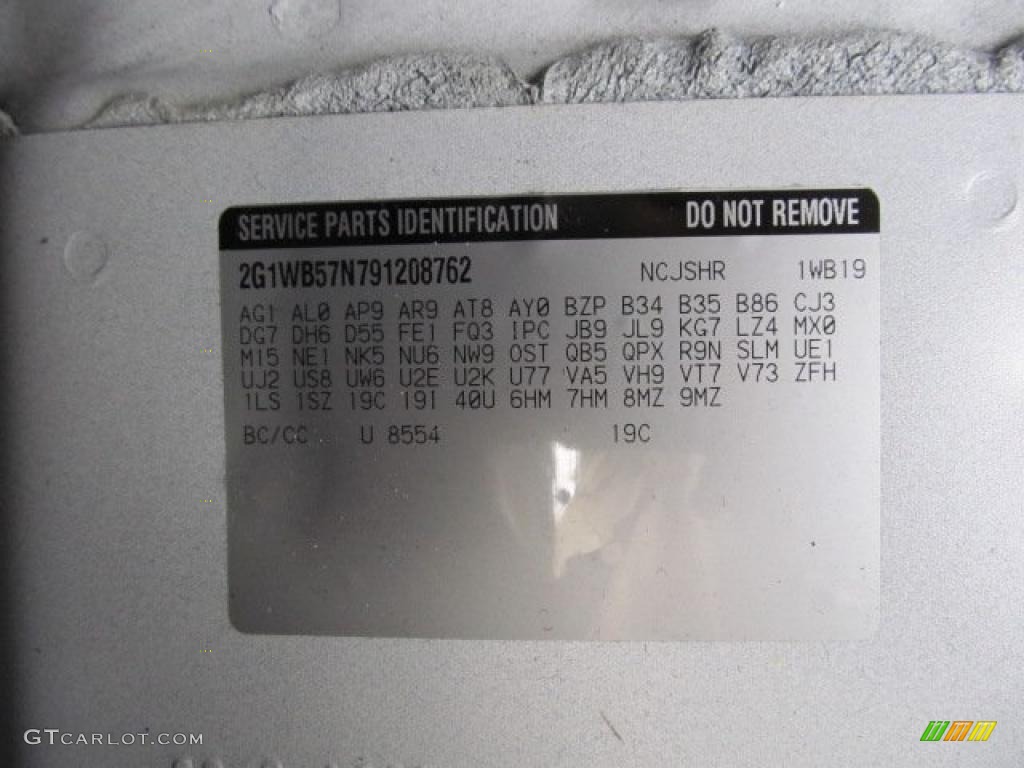 SERVICE PARTS IDENTIFICATION DO NOT REMOVE
2G1WB57N791208762 NCJSHR 1WB19
AG1 AL0 AP9 AR9 AT8 AY0 BZP B34 B35 B86 CJ3
DG7 DH6 D55 FE1 FQ3 IPC JB9 JL9 KG7 LZ4 MX0
M15 NE1 NK5 NU6 NW9 OST QB5 QPX R9N SLM UE1
UJ2 US8 UW6 U2E U2K U77 VA5 VH9 VT7 V73 ZFH
1LS 1SZ 19C 19I 40U 6HM 7HM 8MZ 9MZ
BC/CC U 8554 19C
GTCARLOT.COM